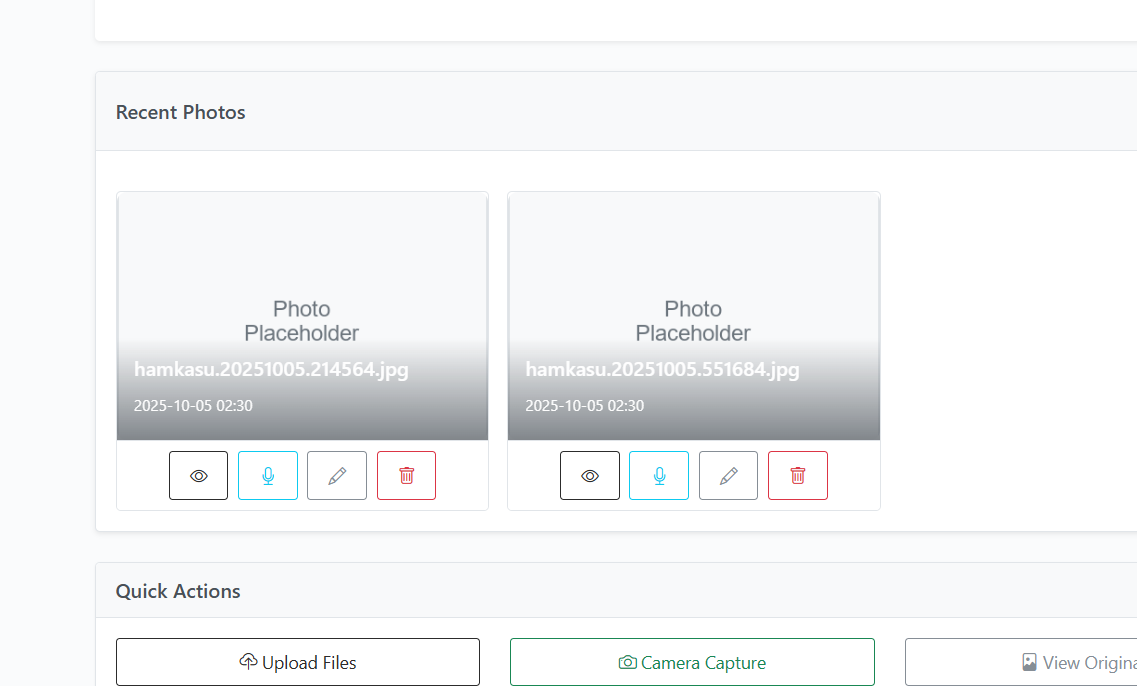 Recent Photos
Photo
Placeholder
hamkasu.20251005.214564.jpg
2025-10-05 02:30
Photo
Placeholder
hamkasu.20251005.551684.jpg
2025-10-05 02:30
Quick Actions
Upload Files
Camera Capture
View Origina